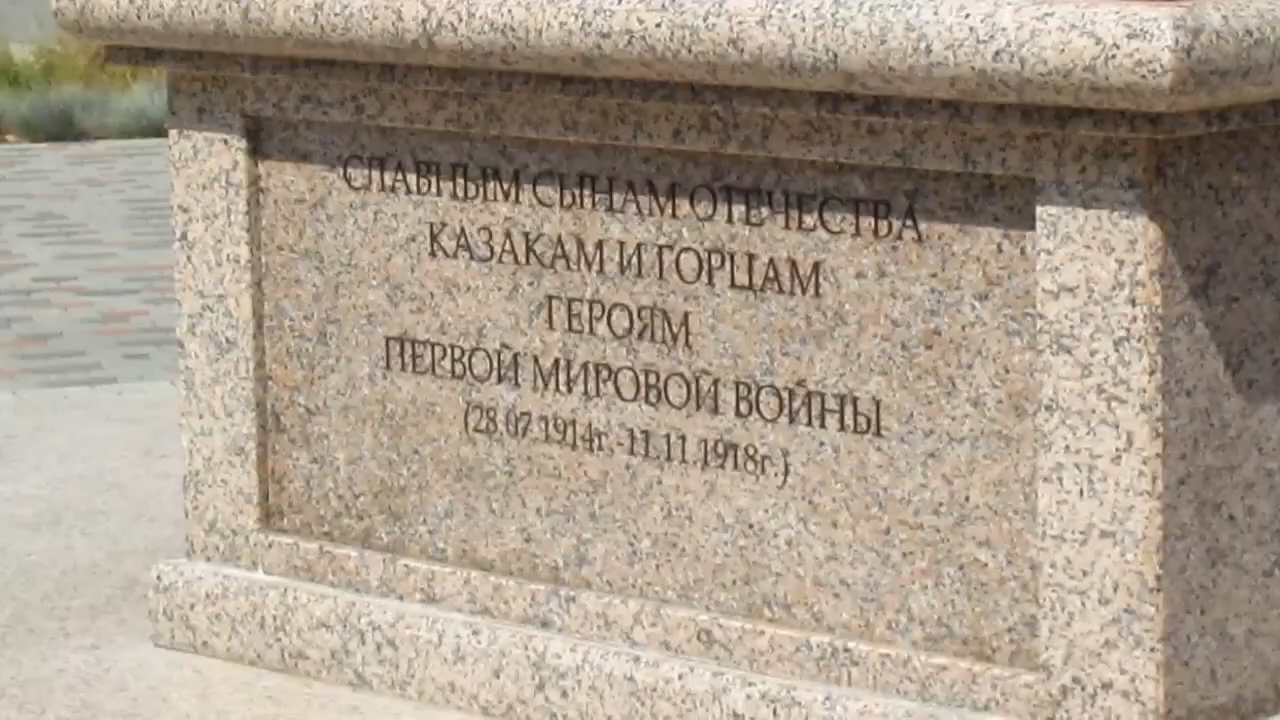 СЛАВНЫМ СЫНАМ ОТЕЧЕСТВА
КАЗАКАМ И ГОРЦАМ
ГЕРОЯМ
ПЕРВОЙ МИРОВОЙ ВОЙНЫ
(28.07.1914г.-11.11.1918г.)